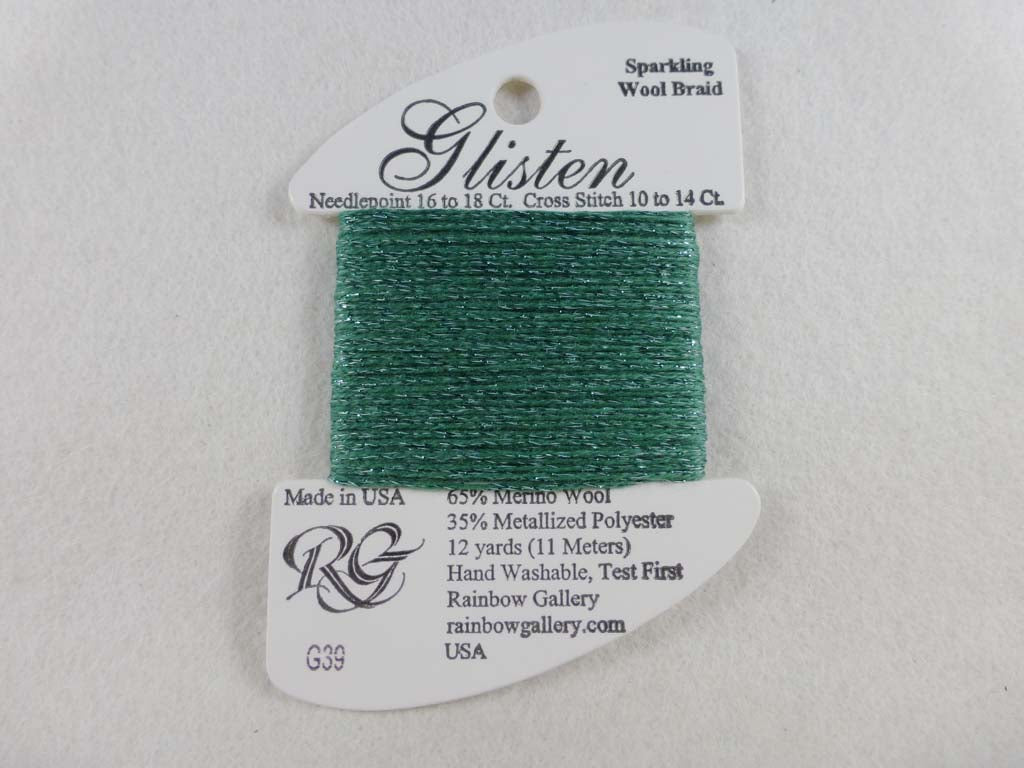 Sparkling
Wool Braid
Glisten
Needlepoint 16 to 18 Ct. Cross Stitch 10 to 14 Ct.
Made in USA
RG
G39
65% Merino Wool
35% Metallized Polyester
12 yards (11 Meters)
Hand Washable, Test First
Rainbow Gallery
rainbowgallery.com
USA